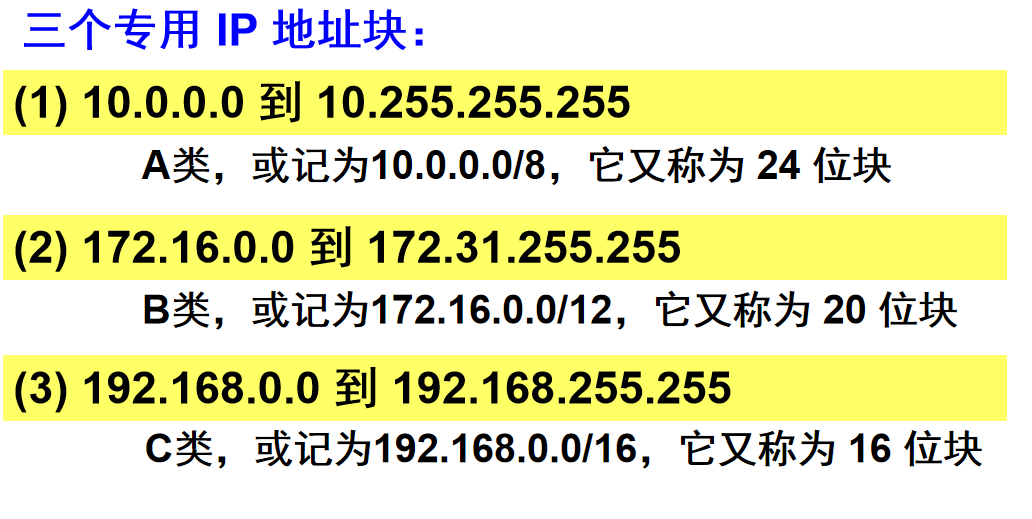 三个专用 IP 地址块：
(1) 10.0.0.0 到 10.255.255.255
A类，或记为10.0.0.0/8，它又称为 24 位块
(2) 172.16.0.0 到 172.31.255.255
B类，或记为172.16.0.0/12，它又称为 20 位块
(3) 192.168.0.0 到 192.168.255.255
C类，或记为192.168.0.0/16，它又称为 16 位块